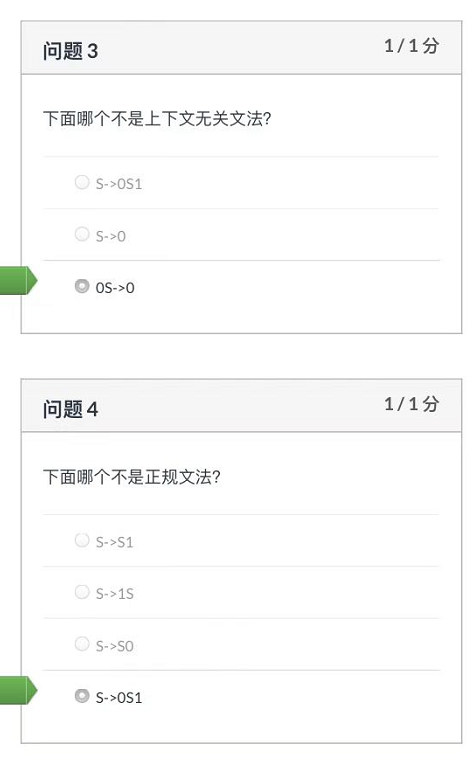 问题 3
1 / 1 分
下面哪个不是上下文无关文法?
S->0S1
S->0
0S->0
问题 4
1 / 1 分
下面哪个不是正规文法?
S->S1
S->1S
S->S0
S->0S1